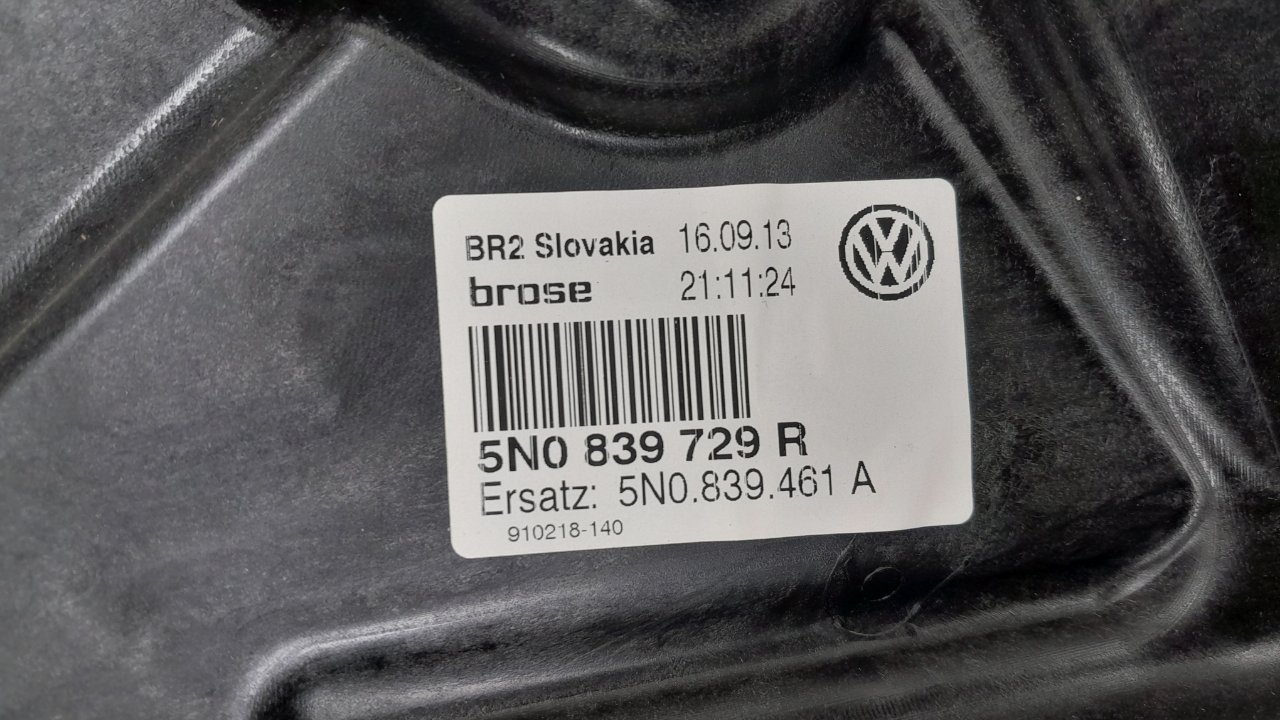 BR2 Slovakia 16.09.13
brose 21:11:24
5N0 839 729 R
Ersatz: 5N0.839.461 A
910218-140